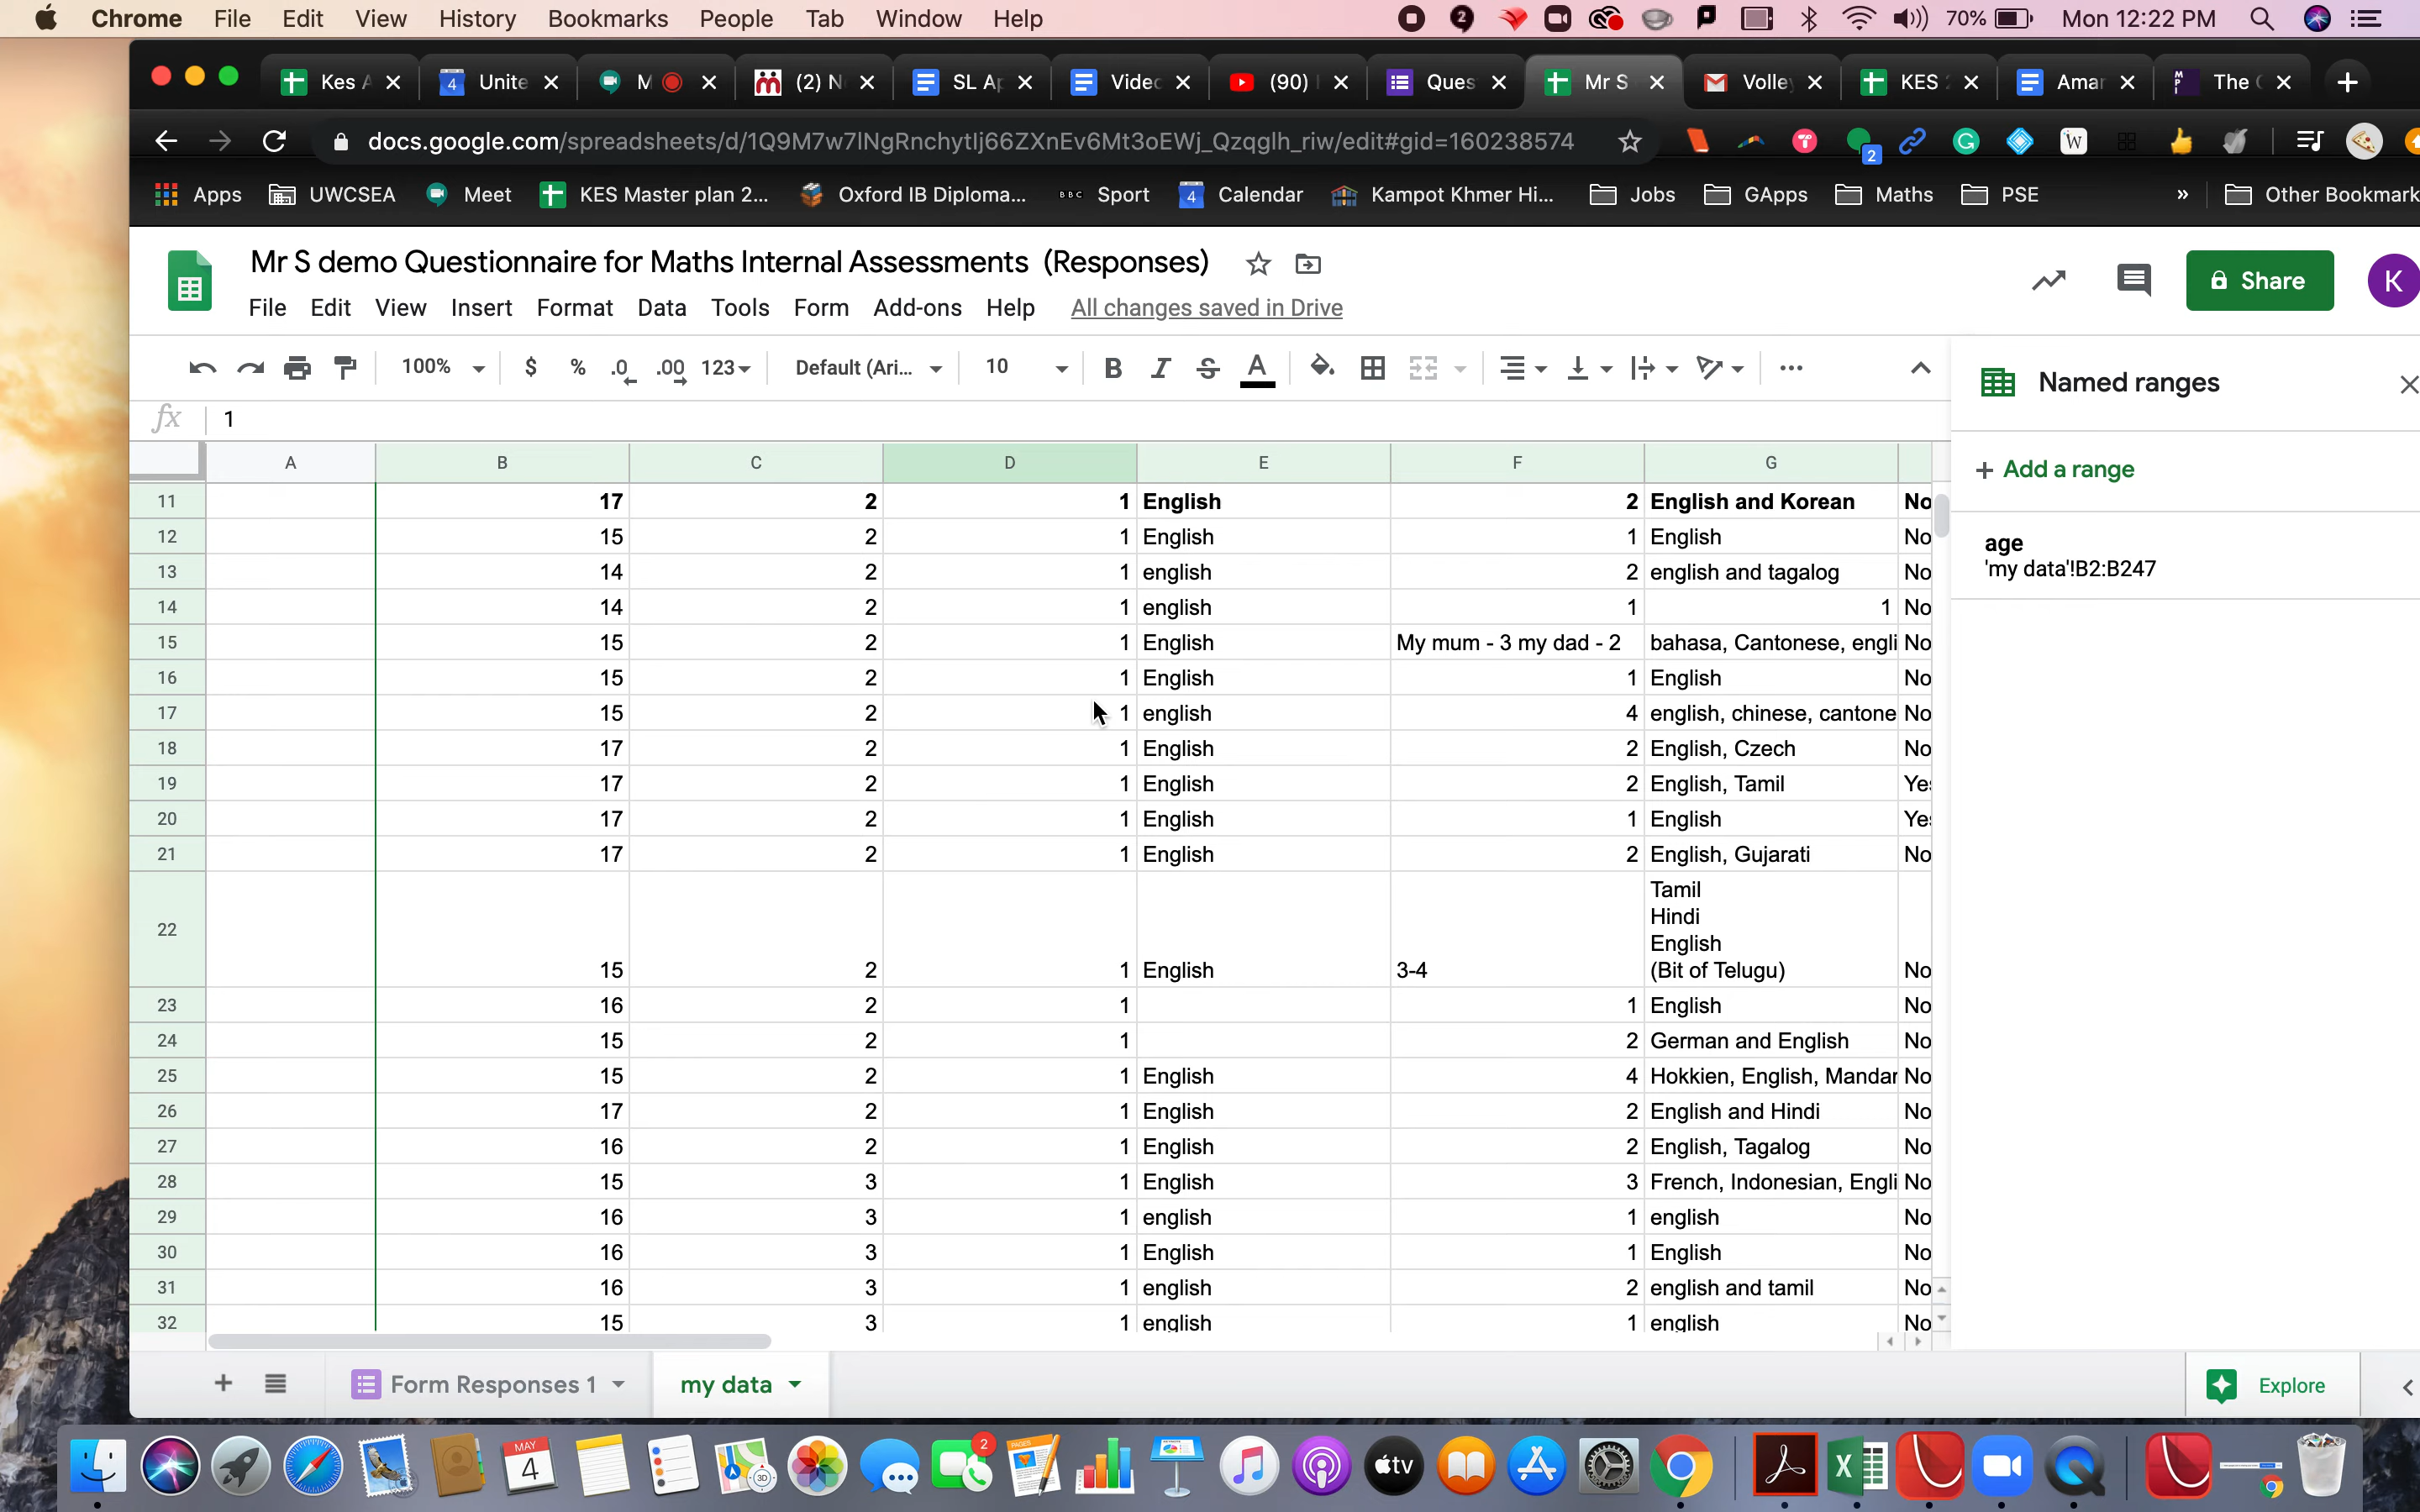 Chrome File Edit View History Bookmarks People Tab Window Help 2 70% Mon 12:22 PM
Kes A 4 Unite M (2) N SL Ap Videc (90) Ques Mr S Volley KES 2 Amar The
docs.google.com/spreadsheets/d/1Q9M7w7lNgRnchytlj66ZXnEv6Mt3oEWj_Qzqglh_riw/edit#gid=160238574
Apps UWCSEA Meet KES Master plan 2... Oxford IB Diploma... BBC Sport 4 Calendar Kampot Khmer Hi... Jobs GApps Maths PSE » Other Bookmark
Mr S demo Questionnaire for Maths Internal Assessments (Responses)
Share K
File Edit View Insert Format Data Tools Form Add-ons Help All changes saved in Drive
100% $ % .0 .00 123 Default (Ari... 10 B I S A
Named ranges
fx 1
A B C D E F G
+ Add a range
11 17 2 1 English 2 English and Korean No
12 15 2 1 English 1 English No
age
13 14 2 1 english 2 english and tagalog No
'my data'!B2:B247
14 14 2 1 english 1 1 No
15 15 2 1 English My mum - 3 my dad - 2 bahasa, Cantonese, engli No
16 15 2 1 English 1 English No
17 15 2 1 english 4 english, chinese, cantone No
18 17 2 1 English 2 English, Czech No
19 17 2 1 English 2 English, Tamil Yes
20 17 2 1 English 1 English Yes
21 17 2 1 English 2 English, Gujarati No
Tamil
Hindi
English
22 15 2 1 English 3-4 (Bit of Telugu) No
23 16 2 1 1 English No
24 15 2 1 2 German and English No
25 15 2 1 English 4 Hokkien, English, Mandar No
26 17 2 1 English 2 English and Hindi No
27 16 2 1 English 2 English, Tagalog No
28 15 3 1 English 3 French, Indonesian, Engli No
29 16 3 1 english 1 english No
30 16 3 1 English 1 English No
31 16 3 1 english 2 english and tamil No
32 15 3 1 english 1 english No
Form Responses 1 my data Explore
MAY 4 3D 2 PAGES tv